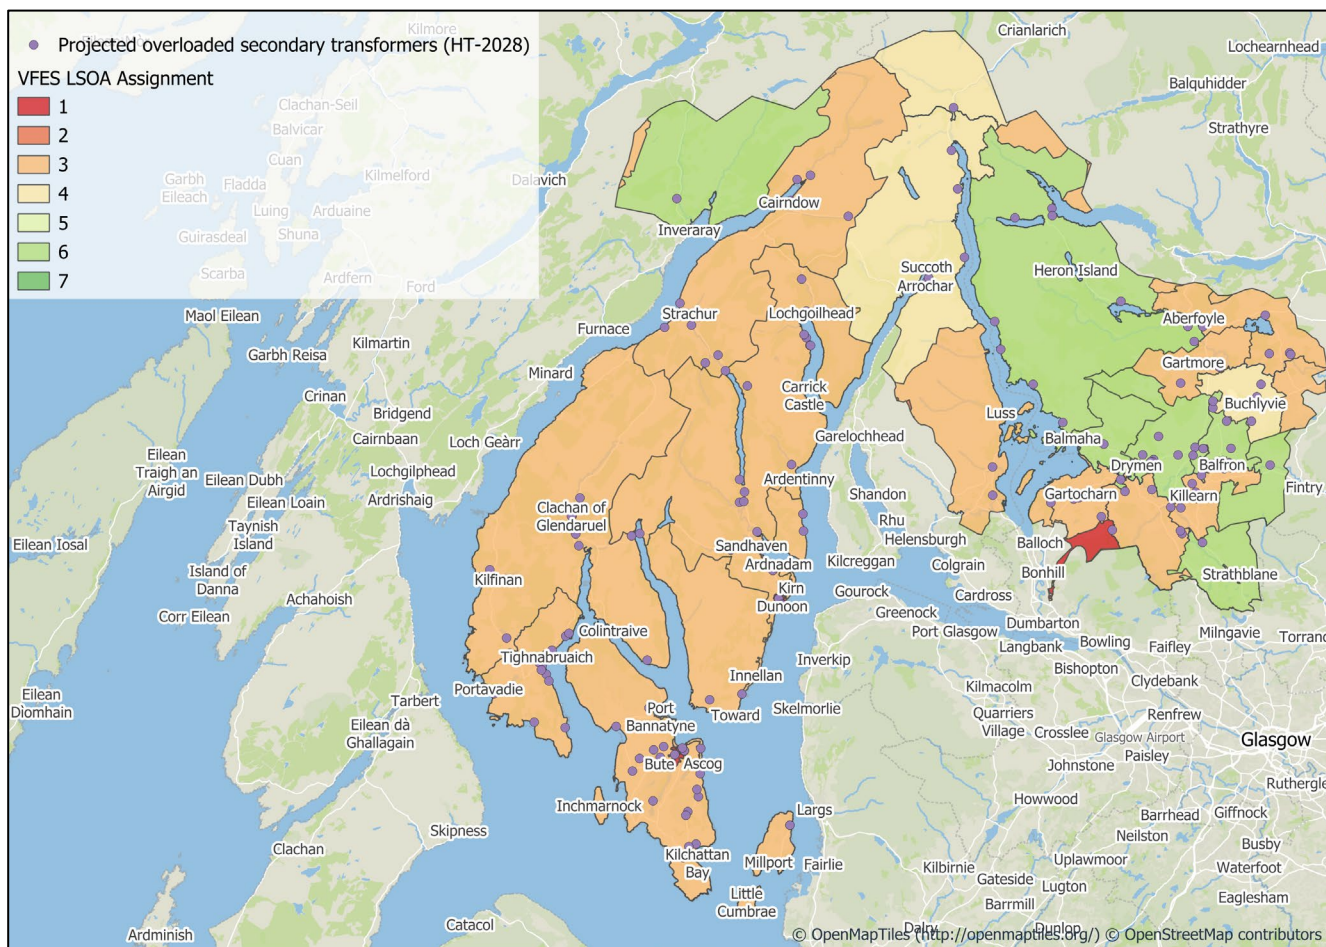 Projected overloaded secondary transformers (HT-2028)
VFES LSOA Assignment
1
2
3
4
5
6
7
Kilmore
Crianlarich
Lochearnhead
Balquhidder
Strathyre
Clachan-Seil
Balvicar
Cuan
Garbh
Eileach
Fladda
Kilmelford
Dalavich
Luing
Arduaine
Guirasdeal
Shuna
Scarba
Ardfern
Ford
Cairndow
Inveraray
Succoth
Arrochar
Heron Island
Maol Eilean
Furnace
Strachur
Lochgoilhead
Aberfoyle
Garbh Reisa
Kilmartin
Minard
Gartmore
Crinan
Carrick
Castle
Luss
Buchlyvie
Bridgend
Cairnbaan
Loch Geàrr
Garelochhead
Balmaha
Eilean
Traigh an
Airgid
Eilean Dubh
Lochgilphead
Ardentinny
Drymen
Balfron
Eilean Loain
Ardrishaig
Clachan of
Glendaruel
Shandon
Gartocharn
Killearn
Fintry
Taynish
Island
Rhu
Eilean Iosal
Sandhaven
Helensburgh
Balloch
Ardnadam
Kilcreggan
Colgrain
Bonhill
Strathblane
Island of
Danna
Kilfinan
Kirn
Dunoon
Gourock
Cardross
Achahoish
Greenock
Dumbarton
Corr Eilean
Colintraive
Port Glasgow
Langbank
Bowling
Milngavie
Torranc
Tighnabruaich
Inverkip
Faifley
Bishopton
Innellan
Clydebank
Eilean
Diomhain
Portavadie
Kilmacolm
Tarbert
Toward
Skelmorlie
Port
Bannatyne
Quarriers
Village
Renfrew
Eilean dà
Ghallagain
Crosslee
Glasgow Airport
Glasgow
Paisley
Bute
Ascog
Johnstone
Rutherglen
Inchmarnock
Largs
Howwood
Giffnock
Barrhead
Skipness
Neilston
Busby
Clachan
Kilchattan
Bay
Millport
Fairlie
Kilbirnie
Uplawmoor
Waterfoot
Gateside
Lugton
Little
Cumbrae
Barrmill
Eaglesham
Catacol
Ardminish
Dalry
Dunlop
© OpenMapTiles (http://openmaptiles.org/) © OpenStreetMap contributors